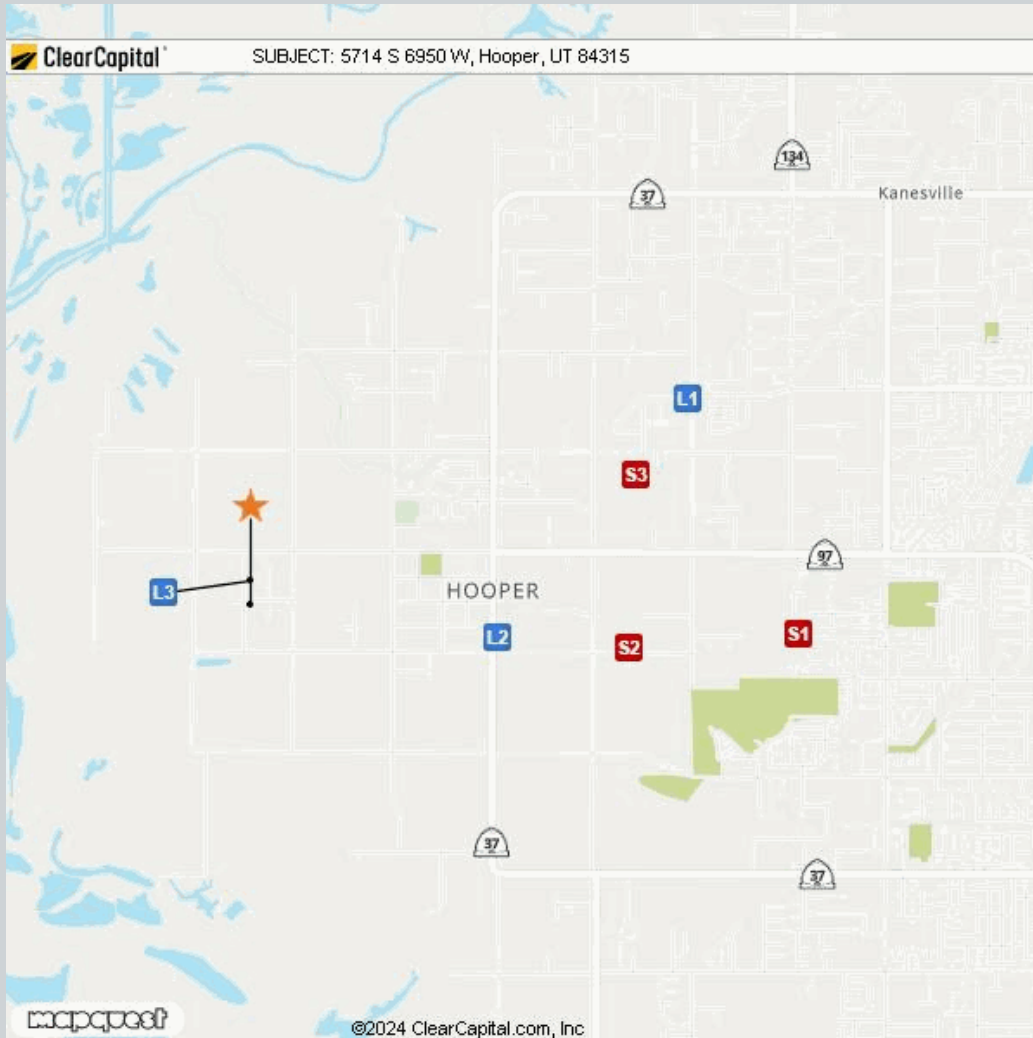 ClearCapital
SUBJECT: 5714 S 6950 W, Hooper, UT 84315
134
37
Kanesville
L1
S3
97
L3
HOOPER
L2
S2
S1
37
37
mapquest
©2024 ClearCapital.com, Inc